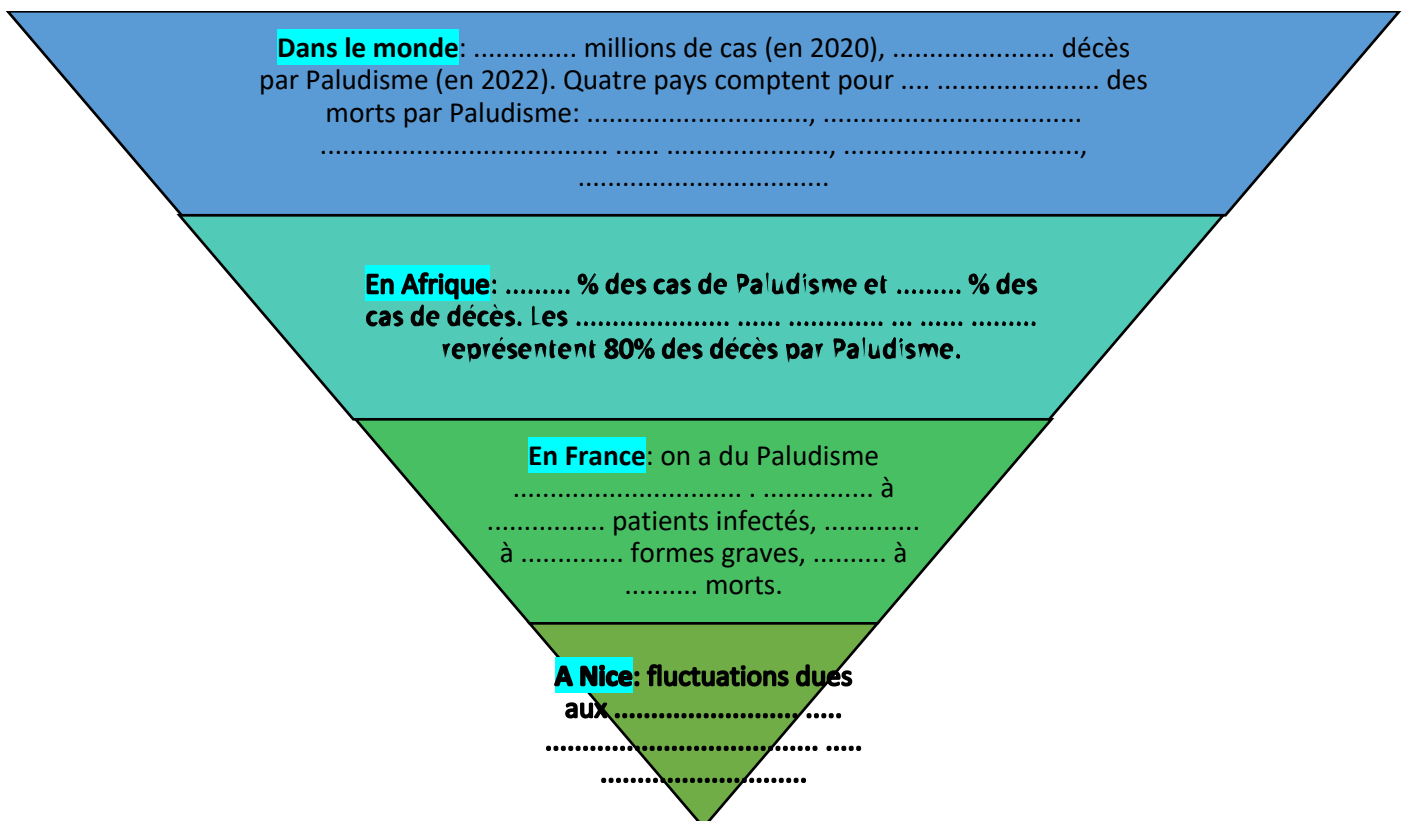 Dans le monde: .............. millions de cas (en 2020), ...................... décès
par Paludisme (en 2022). Quatre pays comptent pour .... ...................... des
morts par Paludisme: .............................., ...................................
....................................... ...... ......................, ................................,
..................................
En Afrique: ......... % des cas de Paludisme et ......... % des
cas de décès. Les ..................... ...... ............. ... ...... .........
représentent 80% des décès par Paludisme.
En France: on a du Paludisme
............................... . ............... à
................ patients infectés, .............
à .............. formes graves, .......... à
.......... morts.
A Nice: fluctuations dues
aux ......................... .....
..................................... .....
............................